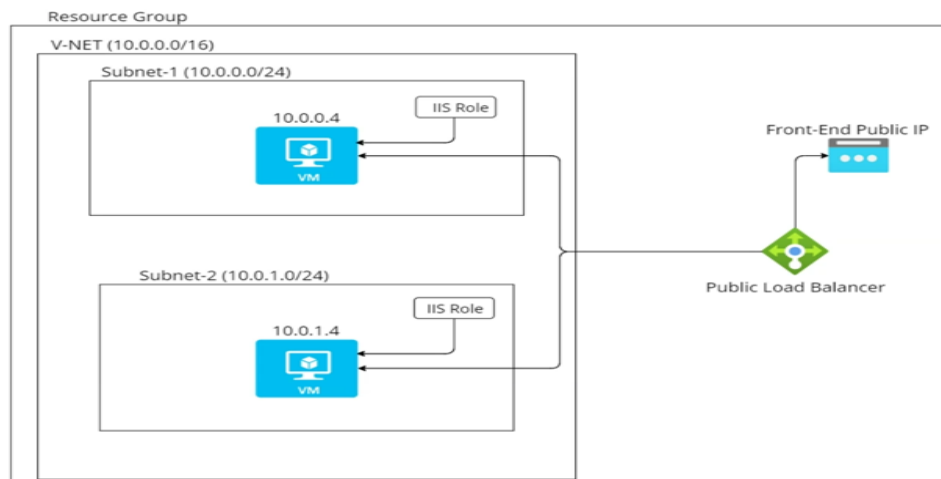 Resource Group
V-NET (10.0.0.0/16)
Subnet-1 (10.0.0.0/24)
IIS Role
10.0.0.4
VM
Front-End Public IP
Public Load Balancer
Subnet-2 (10.0.1.0/24)
IIS Role
10.0.1.4
VM